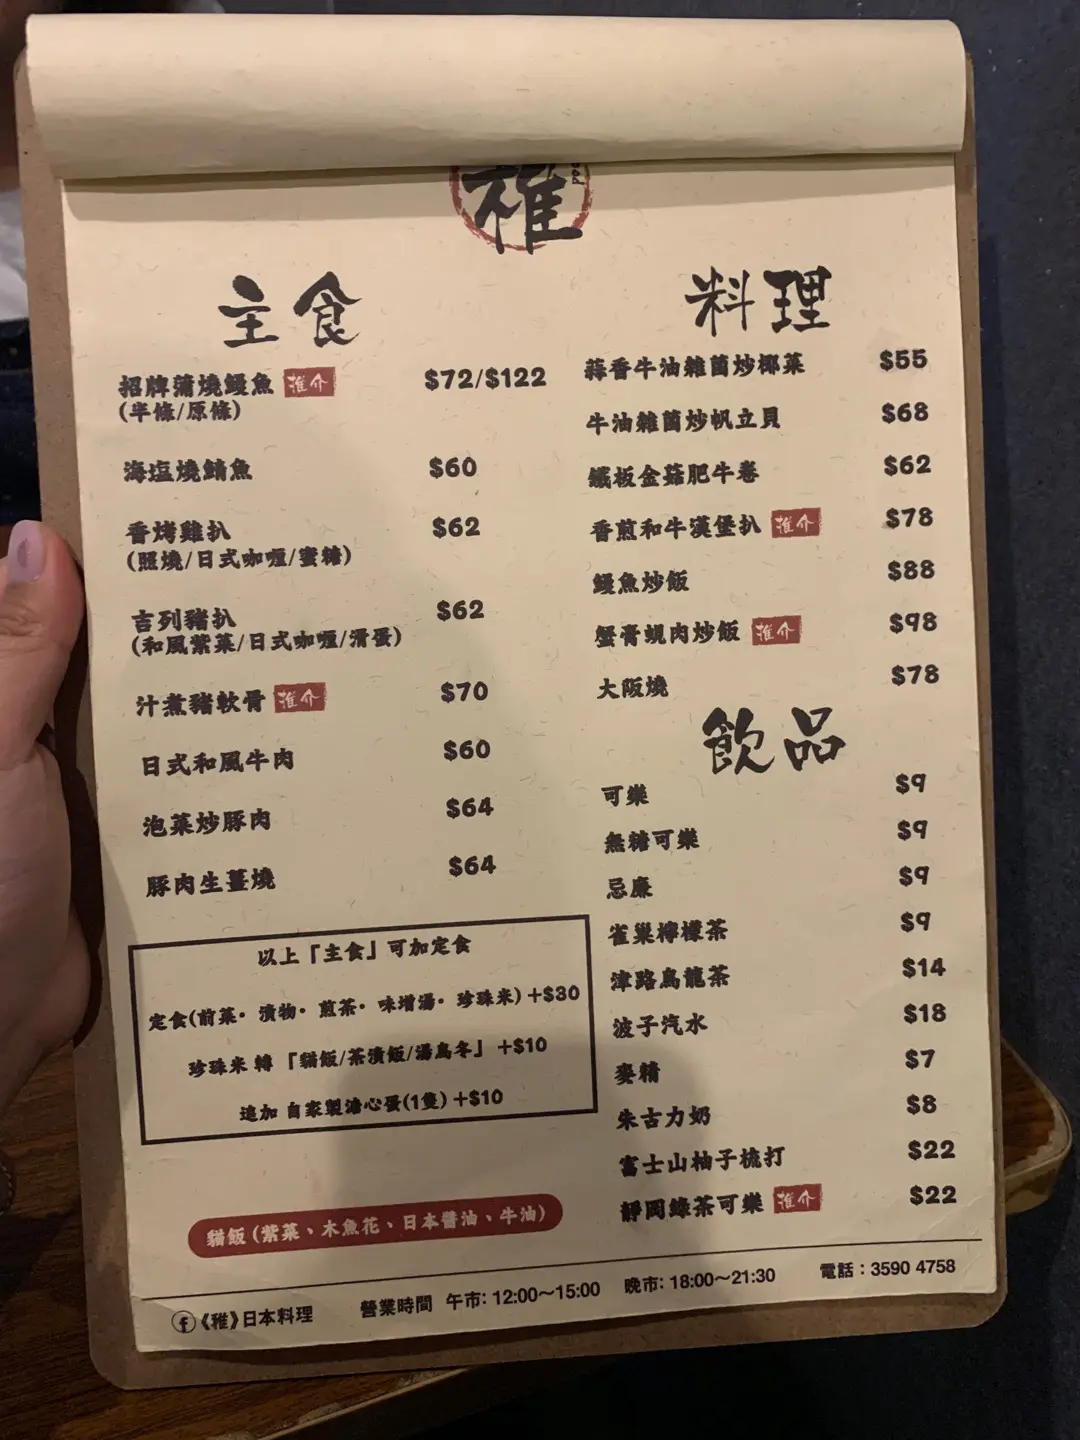 稚
主食
招牌蒲燒鰻魚 推介 $72/$122
(半條/原條)
海塩燒鯖魚 $60
香烤雞扒 $62
(照燒/日式咖喱/蜜糖)
吉列豬扒 $62
(和風紫菜/日式咖喱/滑蛋)
汁煮豬軟骨 推介 $70
日式和風牛肉 $60
泡菜炒豚肉 $64
豚肉生薑燒 $64
以上「主食」可加定食
定食(前菜・漬物・煎茶・味增湯・珍珠米) +$30
珍珠米 轉 「貓飯/茶漬飯/湯烏冬」 +$10
追加 自家製溏心蛋(1隻) +$10
貓飯 (紫菜、木魚花、日本醬油、牛油)
料理
蒜香牛油雜菌炒椰菜 $55
牛油雜菌炒帆立貝 $68
鐵板金菇肥牛卷 $62
香煎和牛漢堡扒 推介 $78
鰻魚炒飯 $88
蟹膏蜆肉炒飯 推介 $98
大阪燒 $78
飲品
可樂 $9
無糖可樂 $9
忌廉 $9
雀巢檸檬茶 $9
津路烏龍茶 $14
波子汽水 $18
麥精 $7
朱古力奶 $8
富士山柚子梳打 $22
靜岡綠茶可樂 推介 $22
f《稚》日本料理 營業時間 午市: 12:00～15:00 晚市: 18:00～21:30 電話：3590 4758